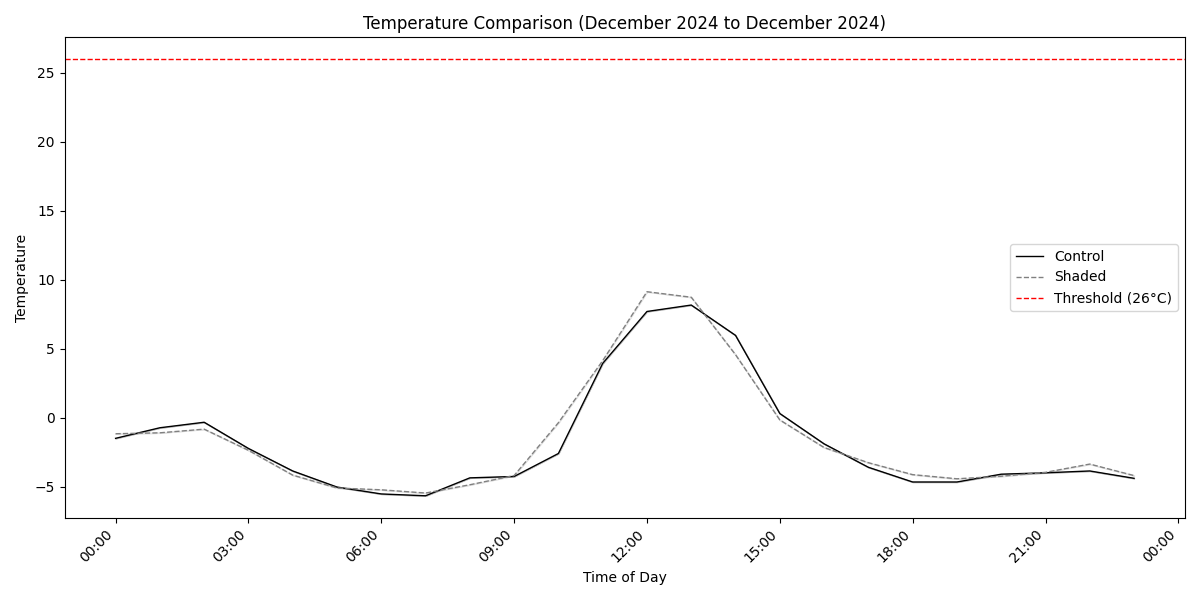 Temperature Comparison (December 2024 to December 2024)
Temperature
25
20
15
10
5
0
−5
Control
Shaded
Threshold (26°C)
00:00
03:00
06:00
09:00
12:00
15:00
18:00
21:00
00:00
Time of Day